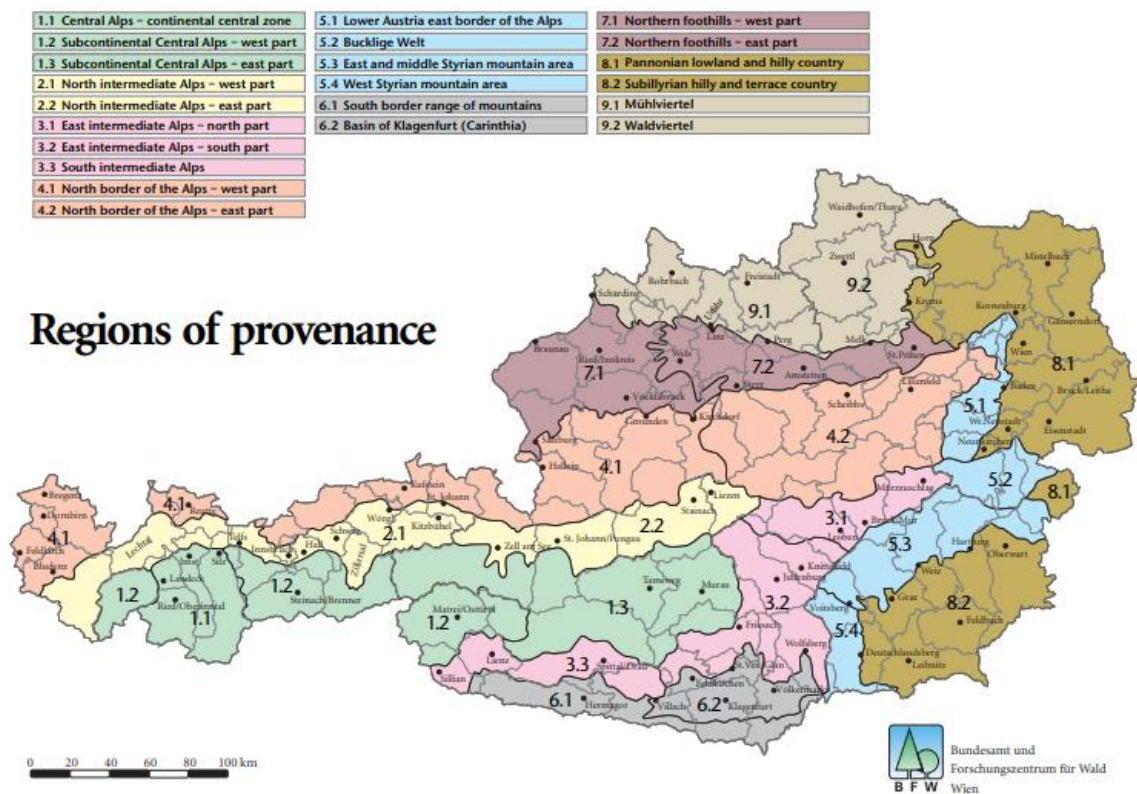 1.1 Central Alps – continental central zone
1.2 Subcontinental Central Alps – west part
1.3 Subcontinental Central Alps – east part
2.1 North intermediate Alps – west part
2.2 North intermediate Alps – east part
3.1 East intermediate Alps – north part
3.2 East intermediate Alps – south part
3.3 South intermediate Alps
4.1 North border of the Alps – west part
4.2 North border of the Alps – east part
5.1 Lower Austria east border of the Alps
5.2 Bucklige Welt
5.3 East and middle Styrian mountain area
5.4 West Styrian mountain area
6.1 South border range of mountains
6.2 Basin of Klagenfurt (Carinthia)
7.1 Northern foothills – west part
7.2 Northern foothills – east part
8.1 Pannonian lowland and hilly country
8.2 Subillyrian hilly and terrace country
9.1 Mühlviertel
9.2 Waldviertel
Regions of provenance
Waidhofen/Thaya
Horn
Zwettl
Mistelbach
9.2
Rohrbach
Freistadt
Schärding
9.1
Krems
Korneuburg
Gänserndorf
Linz
Perg
Melk
St.Pölten
Wien
8.1
Braunau
Ried/Innkreis
7.1
Wels
7.2
Amstetten
Steyr
Baden
Bruck/Leitha
Vöcklabruck
Gmunden
Kirchdorf
Scheibbs
Lilienfeld
5.1
Wr.Neustadt
Eisenstadt
Neunkirchen
4.2
Salzburg
Hallein
4.1
5.2
8.1
Bregenz
Dornbirn
4.1
Feldkirch
Bludenz
4.1
Reutte
Kufstein
St.Johann
Wörgl
Kitzbühel
2.1
Schwaz
Lechtal
Telfs
Innsbruck
Hall
Zillertal
Zell am See
St. Johann/Pongau
2.2
Stainach
Liezen
Mürzzuschlag
3.1
Bruck/Mur
Leoben
5.3
Hartberg
Oberwart
Imst
Silz
1.2
Landeck
Ried/Oberinntal
1.1
1.2
Steinach/Brenner
Matrei/Osttirol
1.2
1.3
Tamsweg
Murau
Knittelfeld
Judenburg
3.2
Weiz
Voitsberg
Graz
8.2
Feldbach
5.4
Deutschlandsberg
Leibnitz
Friesach
Wolfsberg
Lienz
Sillian
3.3
Spittal/Drau
St.Veit/Glan
Feldkirchen
Völkermarkt
6.1
Hermagor
Villach
6.2
Klagenfurt
0 20 40 60 80 100 km
BFW
Bundesamt und
Forschungszentrum für Wald
Wien